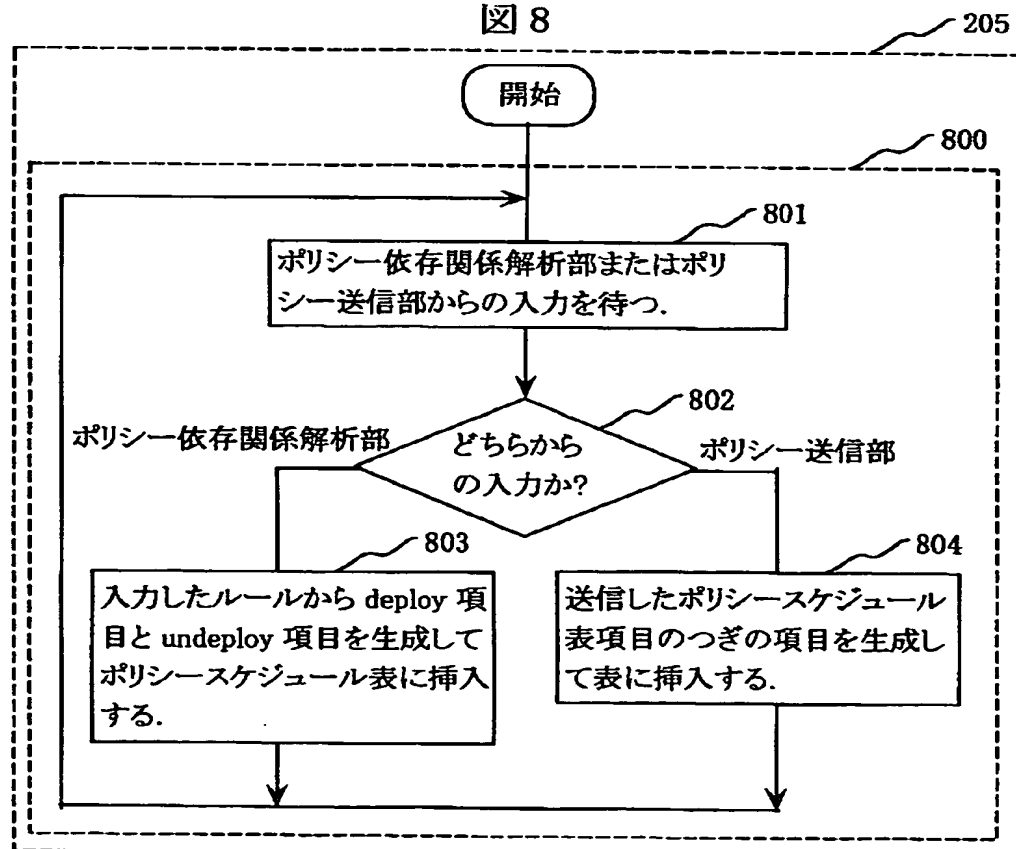 図 8
205
開始
800
801
ポリシー依存関係解析部またはポリ
シー送信部からの入力を待つ.
802
ポリシー依存関係解析部
どちらから
の入力か?
ポリシー送信部
803
入力したルールから deploy 項
目と undeploy 項目を生成して
ポリシースケジュール表に挿入
する.
804
送信したポリシースケジュール
表項目のつぎの項目を生成し
て表に挿入する.